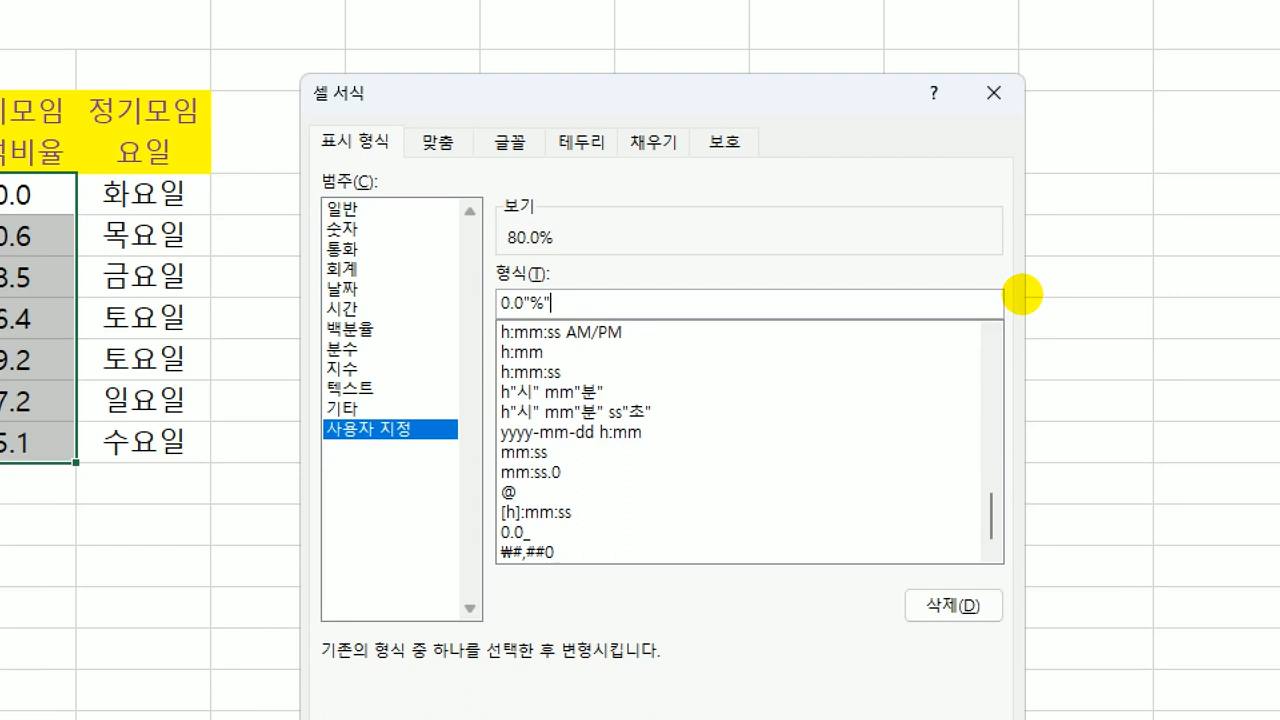 기모임 정기모임
비율 요일
0.0 화요일
0.6 목요일
8.5 금요일
6.4 토요일
9.2 토요일
7.2 일요일
5.1 수요일
셀 서식 ?
표시 형식 맞춤 글꼴 테두리 채우기 보호
범주(C):
일반
숫자
통화
회계
날짜
시간
백분율
분수
지수
텍스트
기타
사용자 지정
보기
80.0%
형식(T):
0.0"%"
h:mm:ss AM/PM
h:mm
h:mm:ss
h"시" mm"분"
h"시" mm"분" ss"초"
yyyy-mm-dd h:mm
mm:ss
mm:ss.0
@
[h]:mm:ss
0.0_
₩#,##0
삭제(D)
기존의 형식 중 하나를 선택한 후 변형시킵니다.